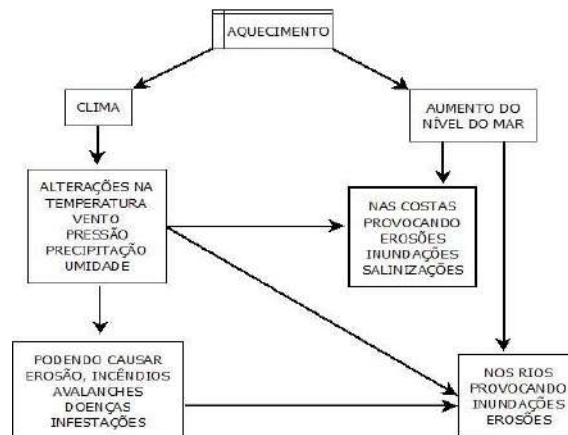 AQUECIMENTO
CLIMA
AUMENTO DO
NÍVEL DO MAR
ALTERAÇÕES NA
TEMPERATURA
VENTO
PRESSÃO
PRECIPITAÇÃO
UMIDADE
NAS COSTAS
PROVOCANDO
EROSÕES
INUNDAÇÕES
SALINIZAÇÕES
PODENDO CAUSAR
EROSÃO, INCÊNDIOS
AVALANCHES
DOENÇAS
INFESTAÇÕES
NOS RIOS
PROVOCANDO
INUNDAÇÕES
EROSÕES